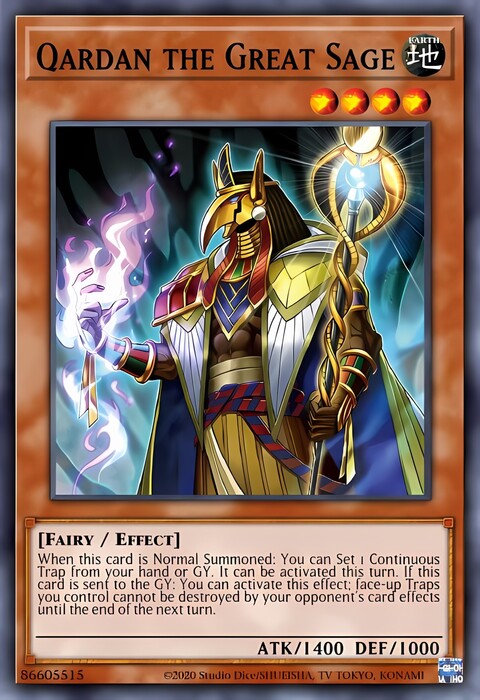 Qardan the Great Sage
EARTH
地
[Fairy / Effect]
When this card is Normal Summoned: You can Set 1 Continuous
Trap from your hand or GY. It can be activated this turn. If this
card is sent to the GY: You can activate this effect; face-up Traps
you control cannot be destroyed by your opponent's card effects
until the end of the next turn.
ATK/1400 DEF/1000
86605515
©2020 Studio Dice/SHUEISHA, TV TOKYO, KONAMI